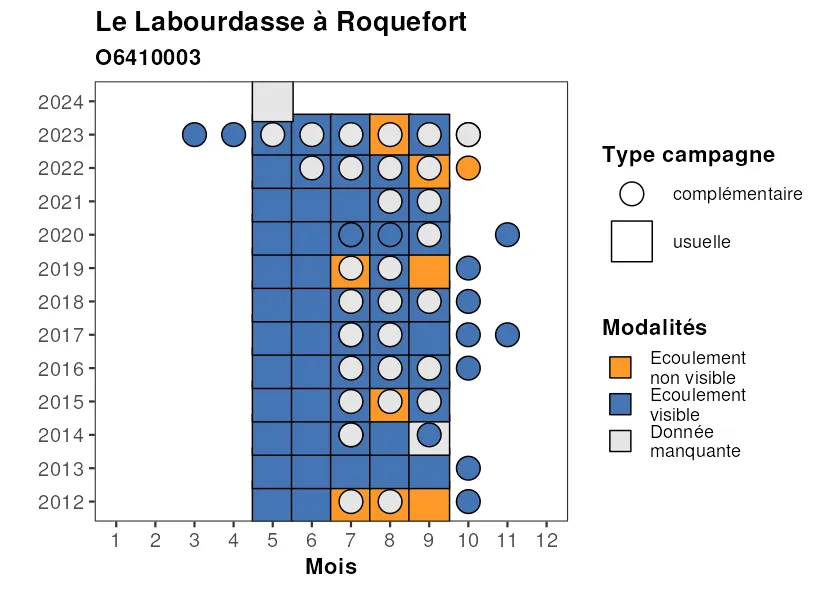 Le Labourdasse à Roquefort
O6410003
2024
2023
2022
2021
2020
2019
2018
2017
2016
2015
2014
2013
2012
1 2 3 4 5 6 7 8 9 10 11 12
Mois
Type campagne
complémentaire
usuelle
Modalités
Ecoulement
non visible
Ecoulement
visible
Donnée
manquante